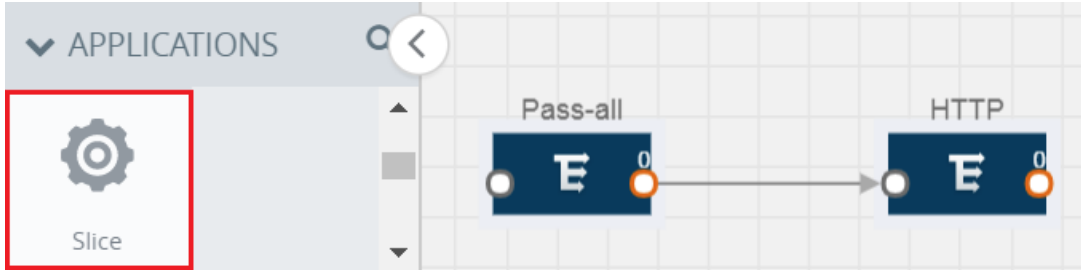 APPLICATIONS
Slice
Pass-all
0
HTTP
0